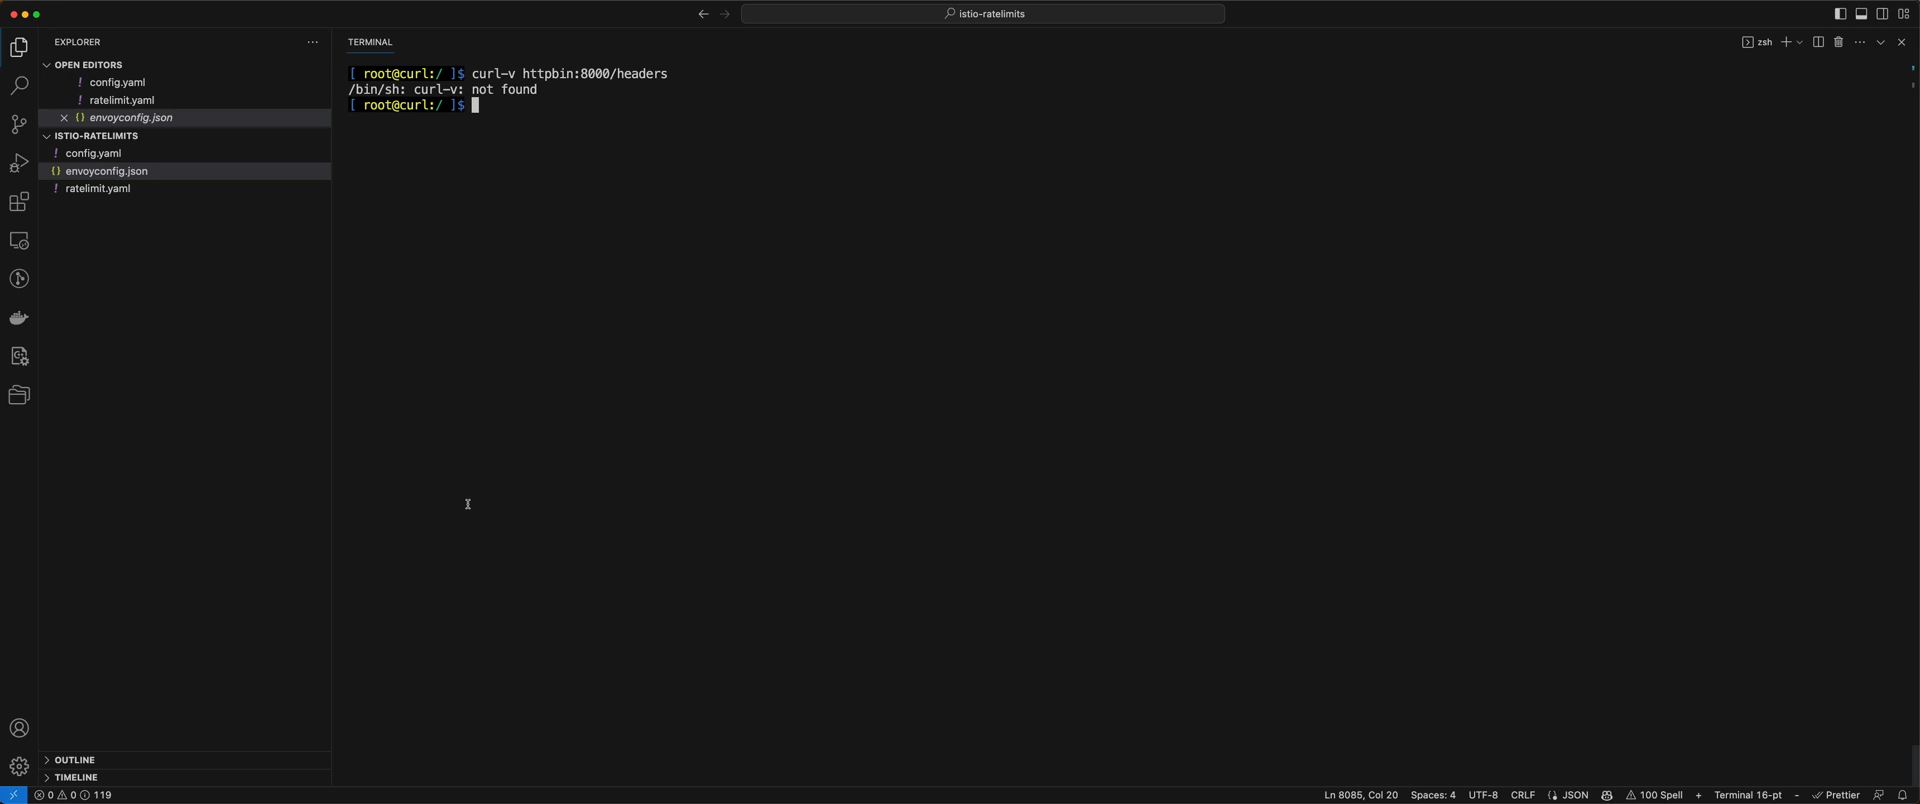 istio-ratelimits
EXPLORER
OPEN EDITORS
! config.yaml
! ratelimit.yaml
{} envoyconfig.json
ISTIO-RATELIMITS
! config.yaml
{} envoyconfig.json
! ratelimit.yaml
OUTLINE
TIMELINE
TERMINAL
zsh
[ root@curl:/ ]$ curl-v httpbin:8000/headers
/bin/sh: curl-v: not found
[ root@curl:/ ]$
0 0 119
Ln 8085, Col 20 Spaces: 4 UTF-8 CRLF {} JSON 100 Spell + Terminal 16-pt - Prettier